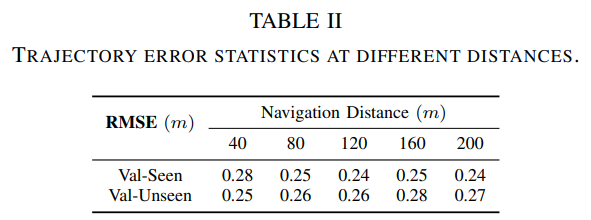 TABLE II
TRAJECTORY ERROR STATISTICS AT DIFFERENT DISTANCES.
RMSE (m) Navigation Distance (m)
40 80 120 160 200
Val-Seen 0.28 0.25 0.24 0.25 0.24
Val-Unseen 0.25 0.26 0.26 0.28 0.27